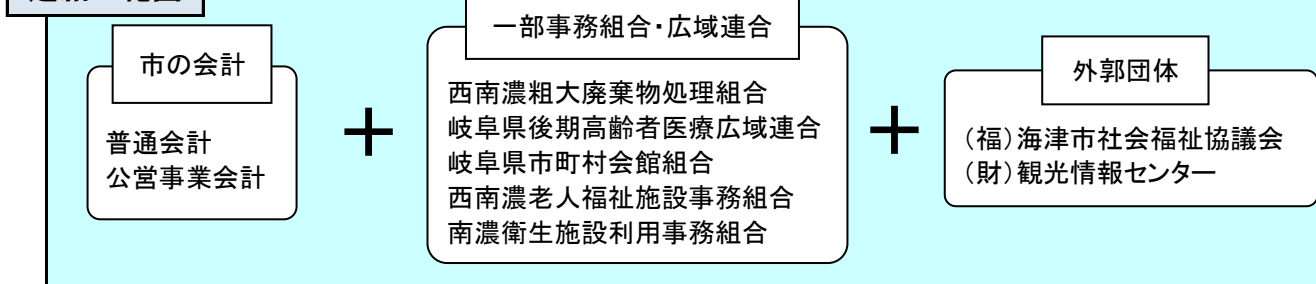 市の会計
普通会計
公営事業会計
+
一部事務組合・広域連合
西南濃粗大廃棄物処理組合
岐阜県後期高齢者医療広域連合
岐阜県市町村会館組合
西南濃老人福祉施設事務組合
南濃衛生施設利用事務組合
+
外郭団体
(福)海津市社会福祉協議会
(財)観光情報センター